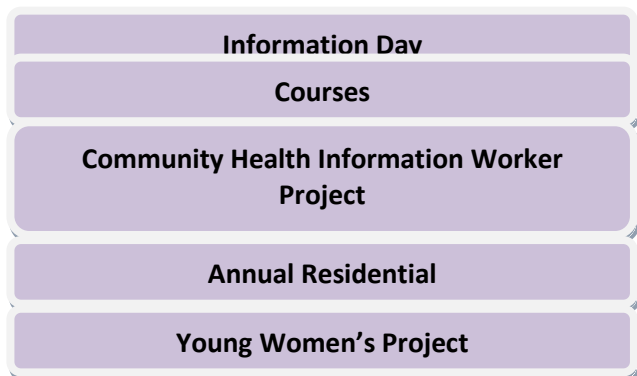 Information Day
Courses
Community Health Information Worker
Project
Annual Residential
Young Women’s Project